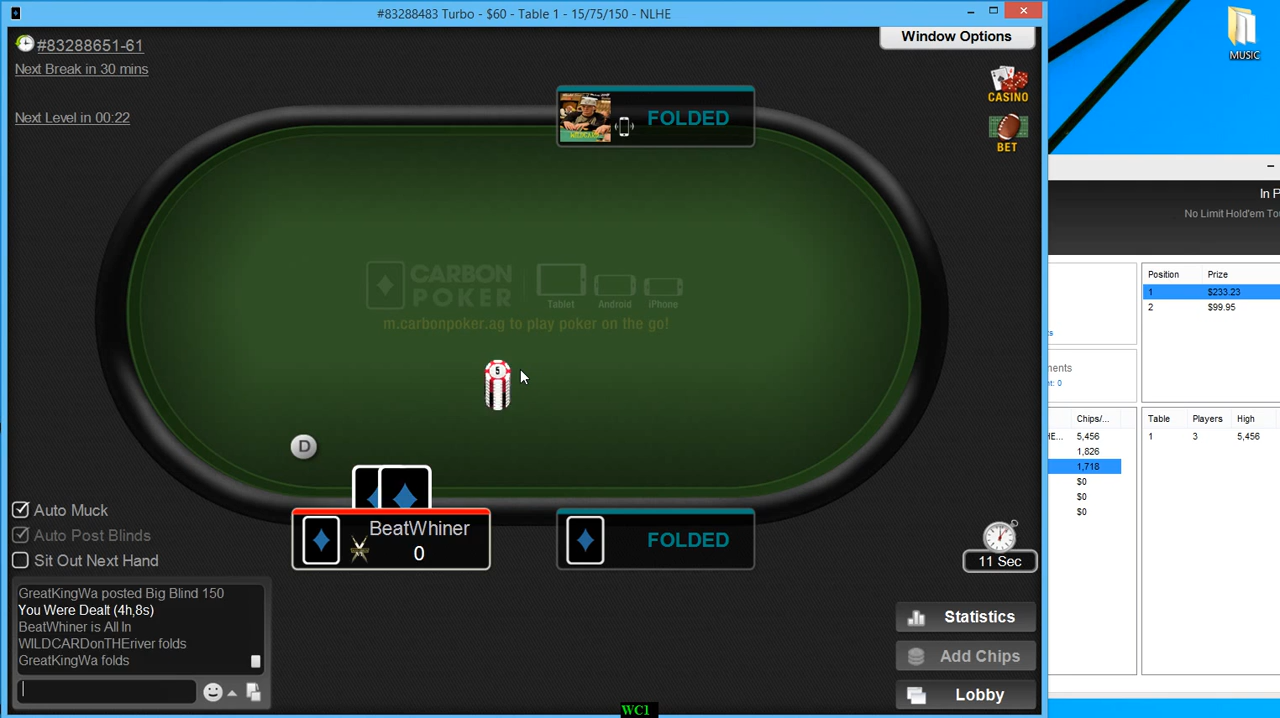 #83288483 Turbo - $60 - Table 1 - 15/75/150 - NLHE
Window Options
#83288651-61
Next Break in 30 mins
Next Level in 00:22
FOLDED
CASINO
BET
MUSIC
CARBON
POKER
Tablet
Android
iPhone
m.carbonpoker.ag to play poker on the go!
5
D
BeatWhiner
0
FOLDED
Auto Muck
Auto Post Blinds
Sit Out Next Hand
GreatKingWa posted Big Blind 150
You Were Dealt (4h,8s)
BeatWhiner is All In
WILDCARDonTHEriver folds
GreatKingWa folds
11 Sec
Statistics
Add Chips
Lobby
WC1
In P
No Limit Hold'em Tou
Position Prize
1 $233.23
2 $99.95
ments
nt: 0
Chips/...
5,456
1,826
1,718
$0
$0
$0
Table Players High
1 3 5,456